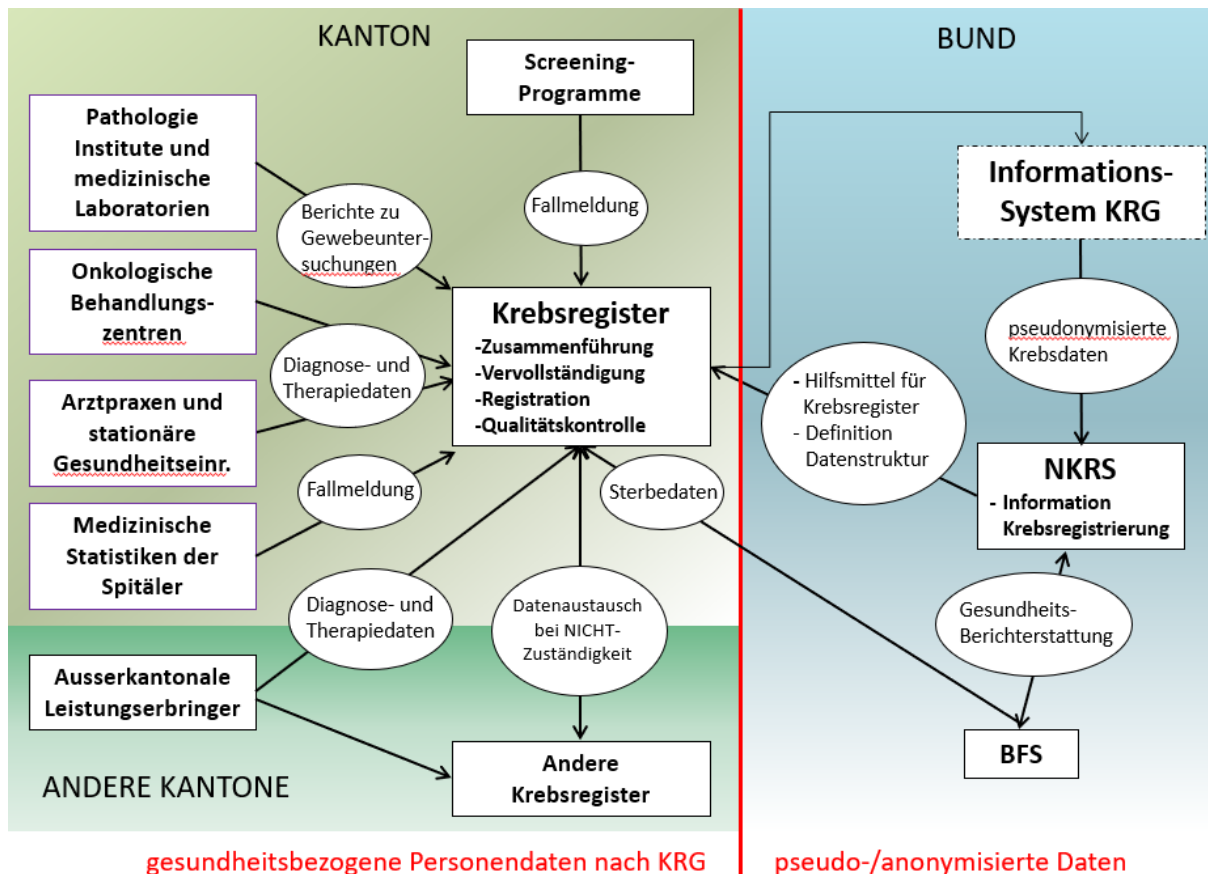 KANTON
BUND
Screening-
Programme
Pathologie
Institute und
medizinische
Laboratorien
Berichte zu
Gewebeunter-
suchungen
Fallmeldung
Informations-
System KRG
Onkologische
Behandlungs-
zentren
Krebsregister
-Zusammenführung
-Vervollständigung
-Registration
-Qualitätskontrolle
pseudonymisierte
Krebsdaten
Diagnose- und
Therapiedaten
- Hilfsmittel für
Krebsregister
- Definition
Datenstruktur
Arztpraxen und
stationäre
Gesundheitseinr.
Fallmeldung
Sterbedaten
NKRS
- Information
Krebsregistrierung
Medizinische
Statistiken der
Spitäler
Diagnose- und
Therapiedaten
Datenaustausch
bei NICHT-
Zuständigkeit
Gesundheits-
Berichterstattung
Ausserkantonale
Leistungserbringer
BFS
Andere
Krebsregister
ANDERE KANTONE
gesundheitsbezogene Personendaten nach KRG
pseudo-/anonymisierte Daten